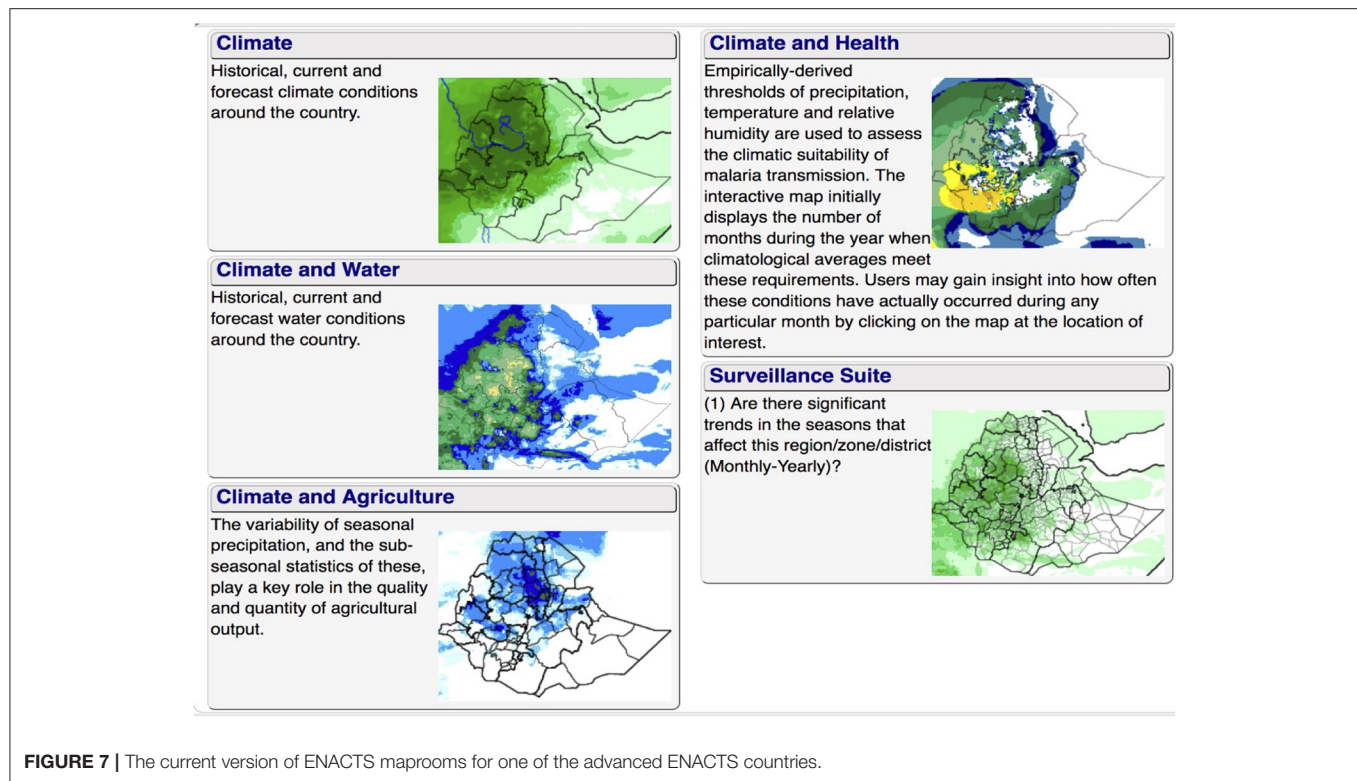 Climate
Historical, current and
forecast climate conditions
around the country.
Climate and Water
Historical, current and
forecast water conditions
around the country.
Climate and Agriculture
The variability of seasonal
precipitation, and the sub-
seasonal statistics of these,
play a key role in the quality
and quantity of agricultural
output.
Climate and Health
Empirically-derived
thresholds of precipitation,
temperature and relative
humidity are used to assess
the climatic suitability of
malaria transmission. The
interactive map initially
displays the number of
months during the year when
climatological averages meet
these requirements. Users may gain insight into how often
these conditions have actually occurred during any
particular month by clicking on the map at the location of
interest.
Surveillance Suite
(1) Are there significant
trends in the seasons that
affect this region/zone/district
(Monthly-Yearly)?
FIGURE 7 | The current version of ENACTS maprooms for one of the advanced ENACTS countries.